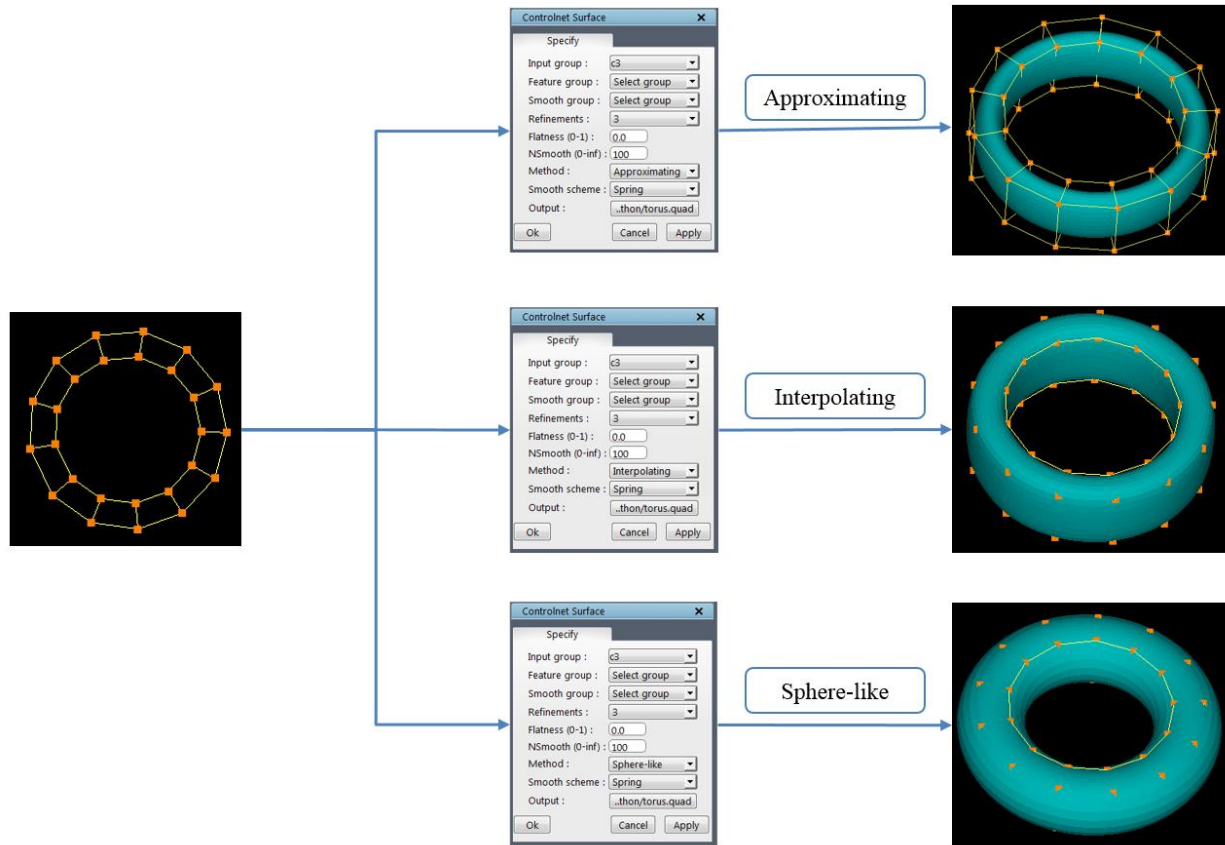 Controlnet Surface x
Specify
Input group : c3
Feature group : Select group
Smooth group : Select group
Refinements : 3
Flatness (0-1) : 0.0
NSmooth (0-inf) : 100
Method : Approximating
Smooth scheme : Spring
Output : ..thon/torus.quad
Ok Cancel Apply
Approximating
Controlnet Surface x
Specify
Input group : c3
Feature group : Select group
Smooth group : Select group
Refinements : 3
Flatness (0-1) : 0.0
NSmooth (0-inf) : 100
Method : Interpolating
Smooth scheme : Spring
Output : ..thon/torus.quad
Ok Cancel Apply
Interpolating
Controlnet Surface x
Specify
Input group : c3
Feature group : Select group
Smooth group : Select group
Refinements : 3
Flatness (0-1) : 0.0
NSmooth (0-inf) : 100
Method : Sphere-like
Smooth scheme : Spring
Output : ..thon/torus.quad
Ok Cancel Apply
Sphere-like